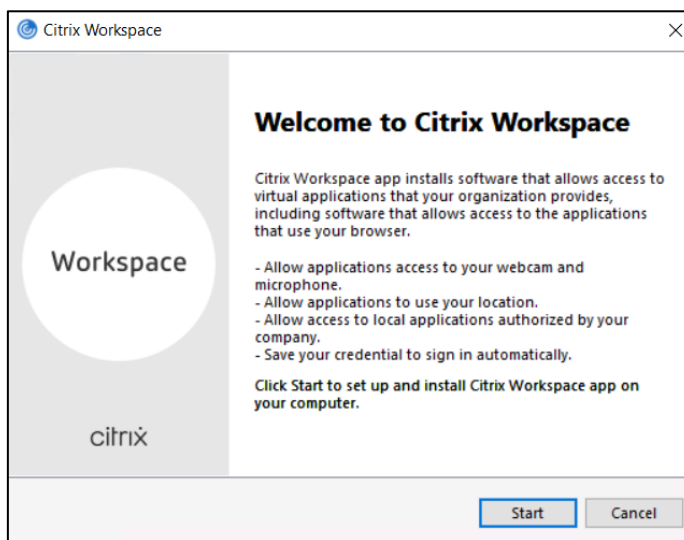 Citrix Workspace
Welcome to Citrix Workspace
Citrix Workspace app installs software that allows access to
virtual applications that your organization provides,
including software that allows access to the applications
that use your browser.
- Allow applications access to your webcam and
microphone.
- Allow applications to use your location.
- Allow access to local applications authorized by your
company.
- Save your credential to sign in automatically.
Click Start to set up and install Citrix Workspace app on
your computer.
Workspace
citrix
Start
Cancel